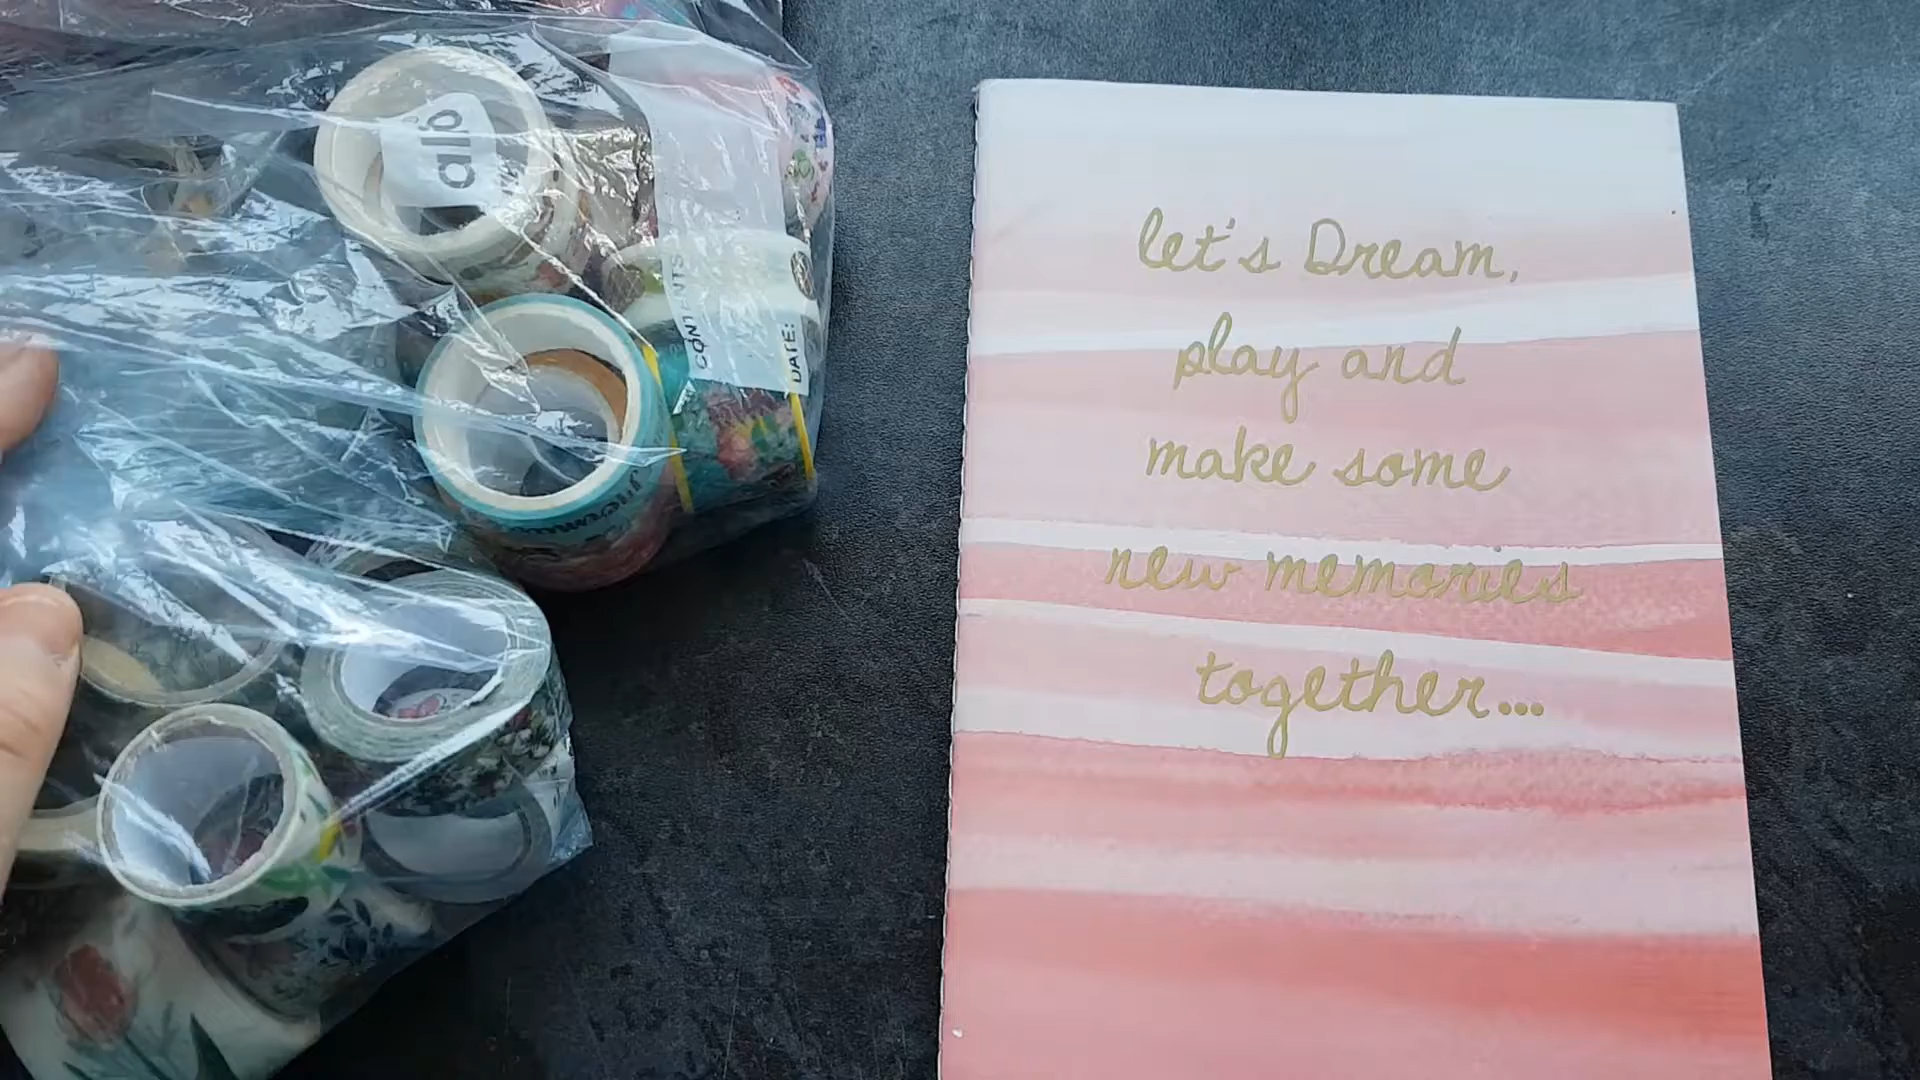 let's Dream,
play and
make some
new memories
together...
CONTENTS
DATE: